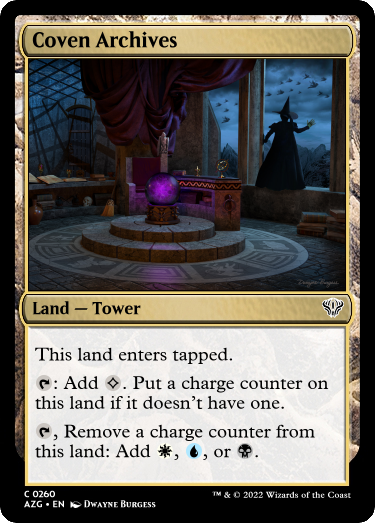 Coven Archives
Land — Tower
This land enters tapped.
: Add . Put a charge counter on
this land if it doesn't have one.
, Remove a charge counter from
this land: Add , , or .
C 0260
AZG • EN Dwayne Burgess
™ & © 2022 Wizards of the Coast